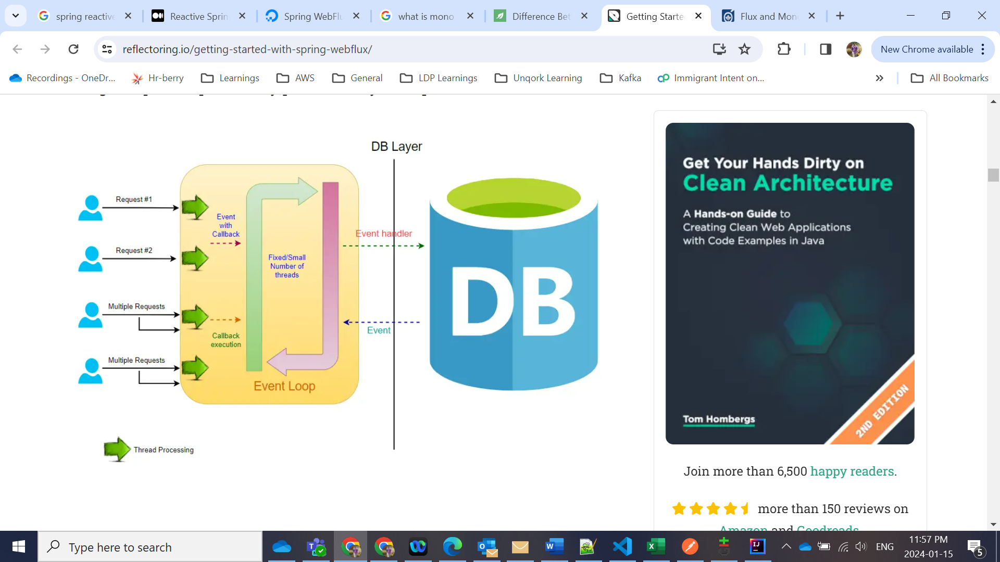 spring reactive
Reactive Sprin
Spring WebFlu
what is mono
Difference Bet
Getting Starte
Flux and Mon
reflectoring.io/getting-started-with-spring-webflux/
New Chrome available
Recordings - OneDr...
Hr-berry
Learnings
AWS
General
LDP Learnings
Unqork Learning
Kafka
Immigrant Intent on...
All Bookmarks
DB Layer
Request #1
Event
with
Callback
Event handler
Request #2
Fixed/Small
Number of
threads
DB
Multiple Requests
Event
Callback
execution
Multiple Requests
Event Loop
Thread Processing
Get Your Hands Dirty on
Clean Architecture
A Hands-on Guide to
Creating Clean Web Applications
with Code Examples in Java
2ND EDITION
Tom Hombergs
Join more than 6,500 happy readers.
more than 150 reviews on
Amazon and Goodreads
Type here to search
ENG
11:57 PM
2024-01-15
5